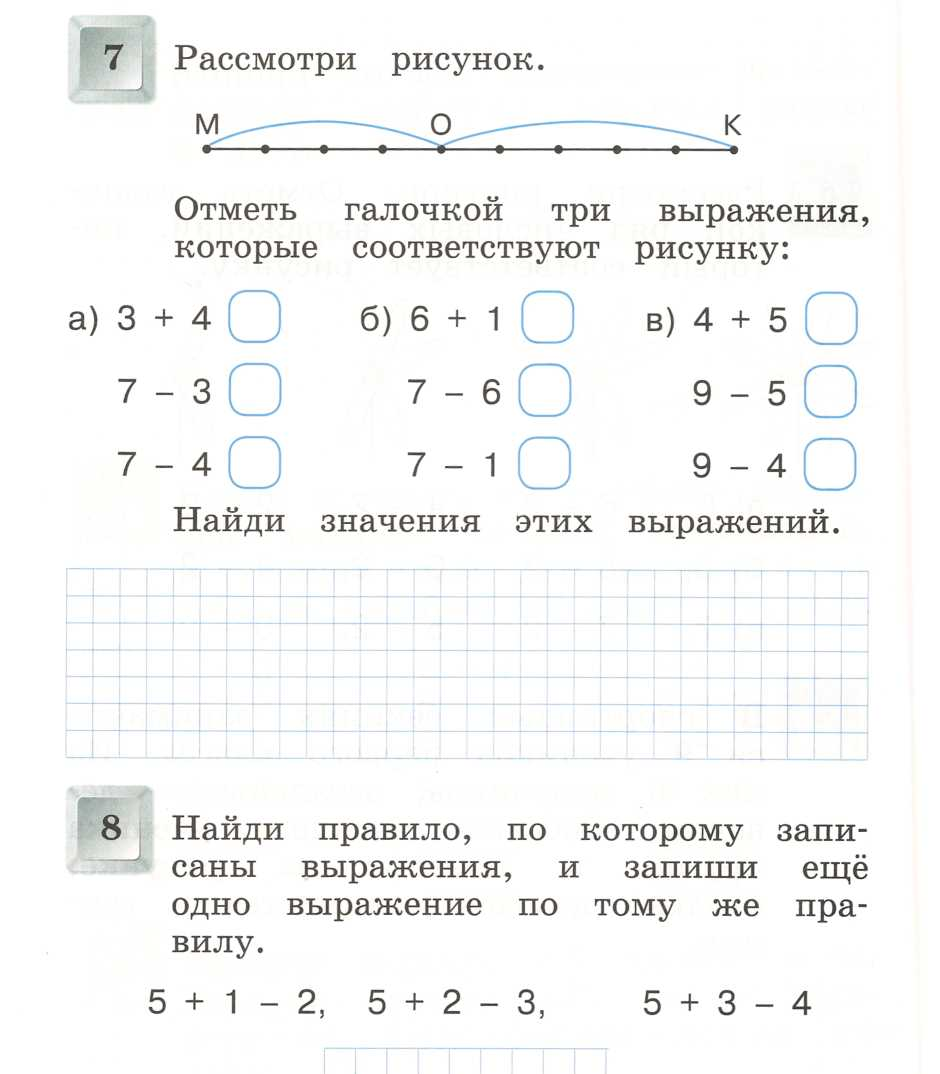 7 Рассмотри рисунок.
М О К
Отметь галочкой три выражения,
которые соответствуют рисунку:
а) 3 + 4 б) 6 + 1 в) 4 + 5
7 – 3 7 – 6 9 – 5
7 – 4 7 – 1 9 – 4
Найди значения этих выражений.
8 Найди правило, по которому запи-
саны выражения, и запиши ещё
одно выражение по тому же пра-
вилу.
5 + 1 – 2, 5 + 2 – 3, 5 + 3 – 4